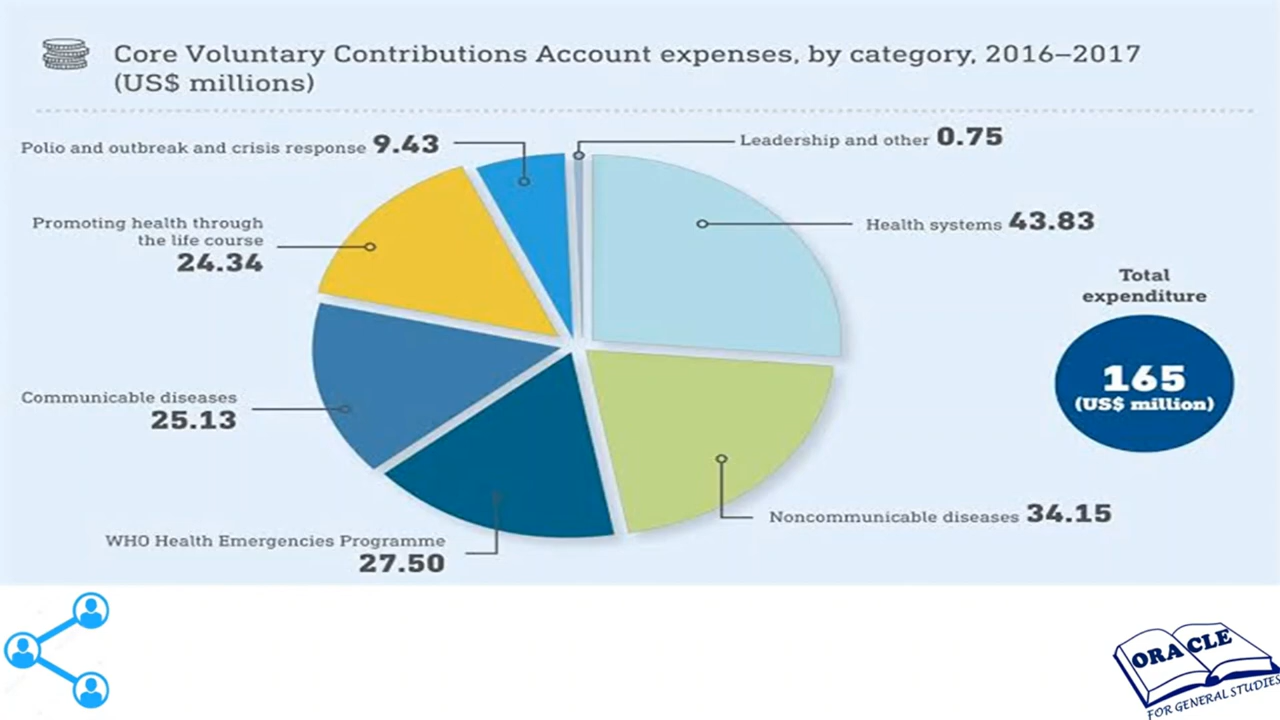 Core Voluntary Contributions Account expenses, by category, 2016–2017
(US$ millions)
Polio and outbreak and crisis response 9.43
Leadership and other 0.75
Promoting health through
the life course
24.34
Health systems 43.83
Total
expenditure
165
(US$ million)
Communicable diseases
25.13
Noncommunicable diseases 34.15
WHO Health Emergencies Programme
27.50
ORACLE
FOR GENERAL STUDIES